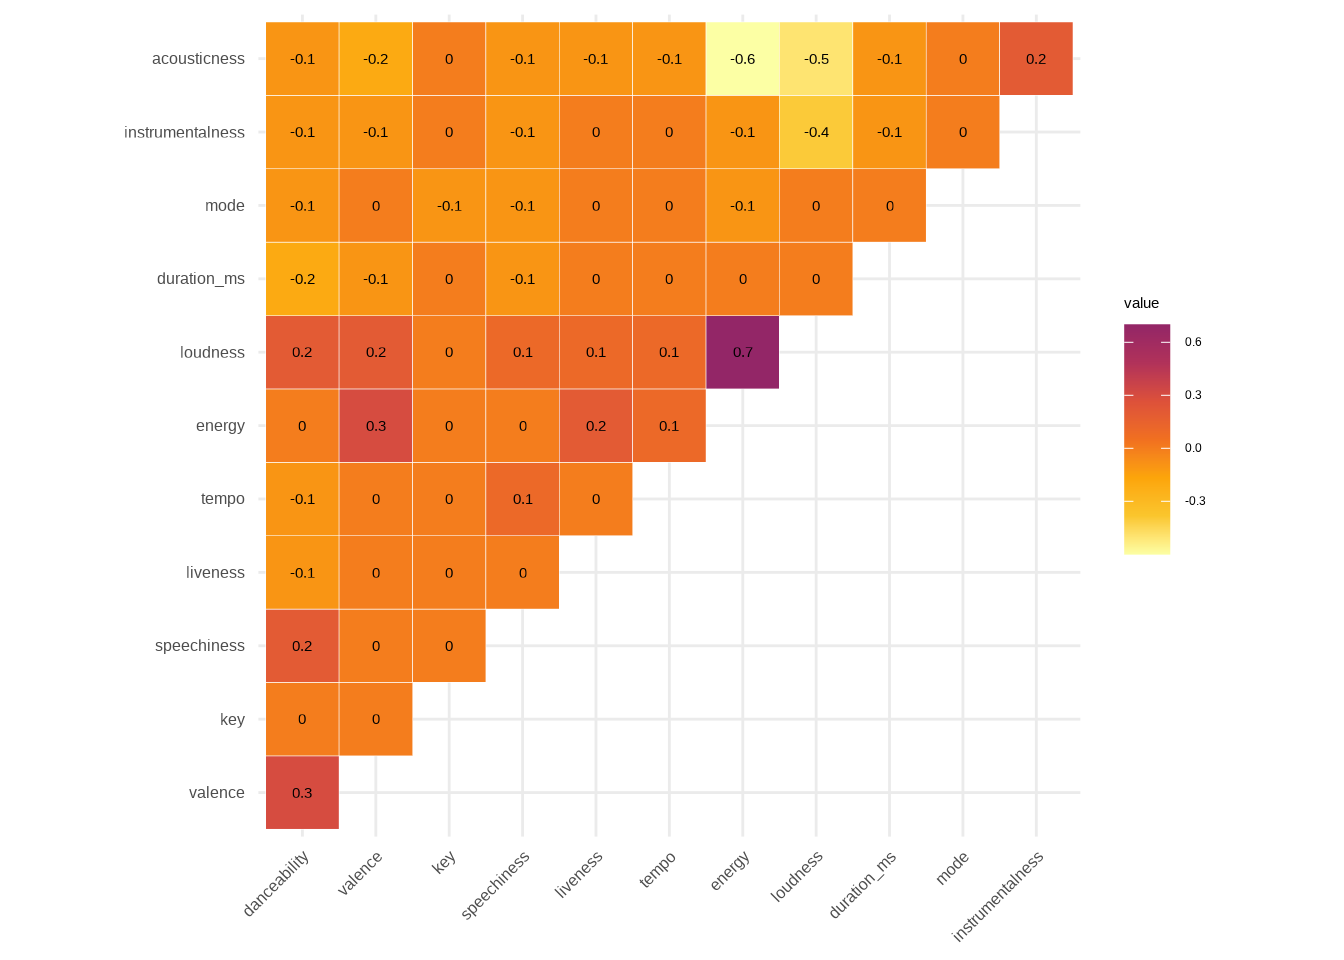 acousticness -0.1 -0.2 0 -0.1 -0.1 -0.1 -0.6 -0.5 -0.1 0 0.2
instrumentalness -0.1 -0.1 0 -0.1 0 0 -0.1 -0.4 -0.1 0
mode -0.1 0 -0.1 -0.1 0 0 -0.1 0 0
duration_ms -0.2 -0.1 0 -0.1 0 0 0 0
loudness 0.2 0.2 0 0.1 0.1 0.1 0.7
energy 0 0.3 0 0 0.2 0.1
tempo -0.1 0 0 0.1 0
liveness -0.1 0 0 0
speechiness 0.2 0 0
key 0 0
valence 0.3
danceability valence key speechiness liveness tempo energy loudness duration_ms mode instrumentalness
value
0.6
0.3
0.0
-0.3